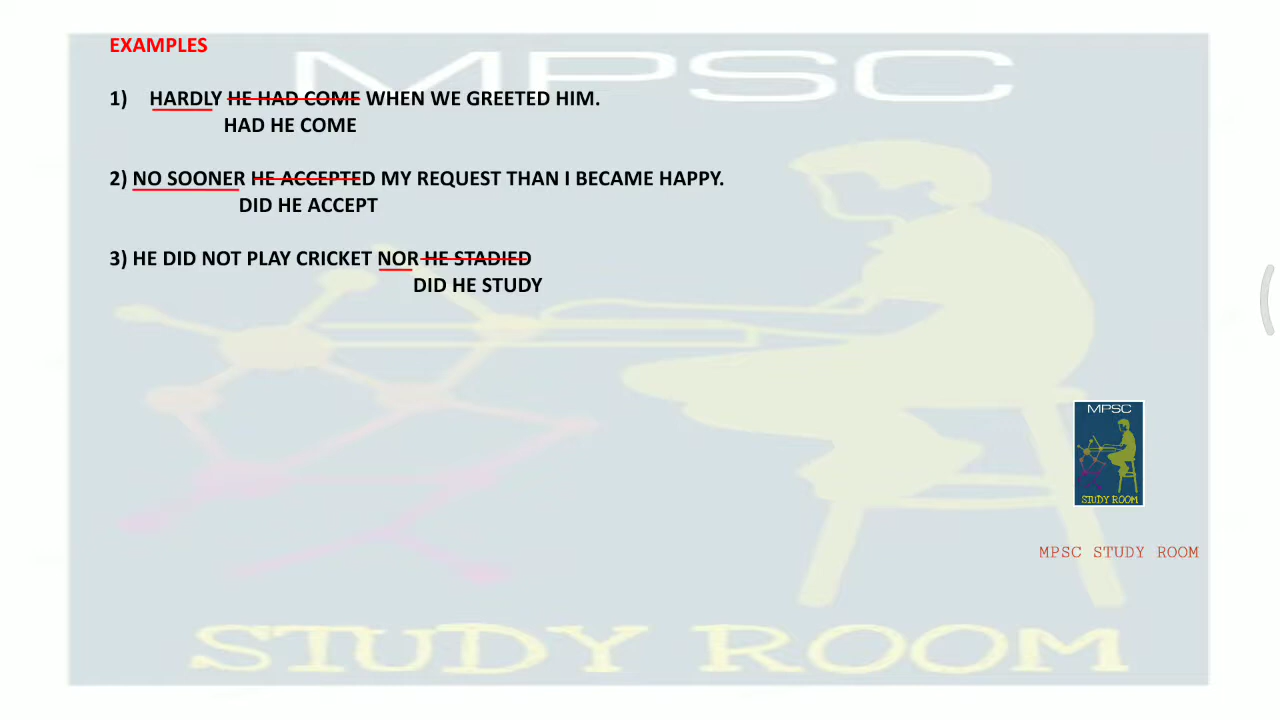 EXAMPLES
1) HARDLY HE HAD COME WHEN WE GREETED HIM.
HAD HE COME
2) NO SOONER HE ACCEPTED MY REQUEST THAN I BECAME HAPPY.
DID HE ACCEPT
3) HE DID NOT PLAY CRICKET NOR HE STADIED
DID HE STUDY
MPSC
STUDY ROOM
MPSC
STUDY ROOM
MPSC STUDY ROOM